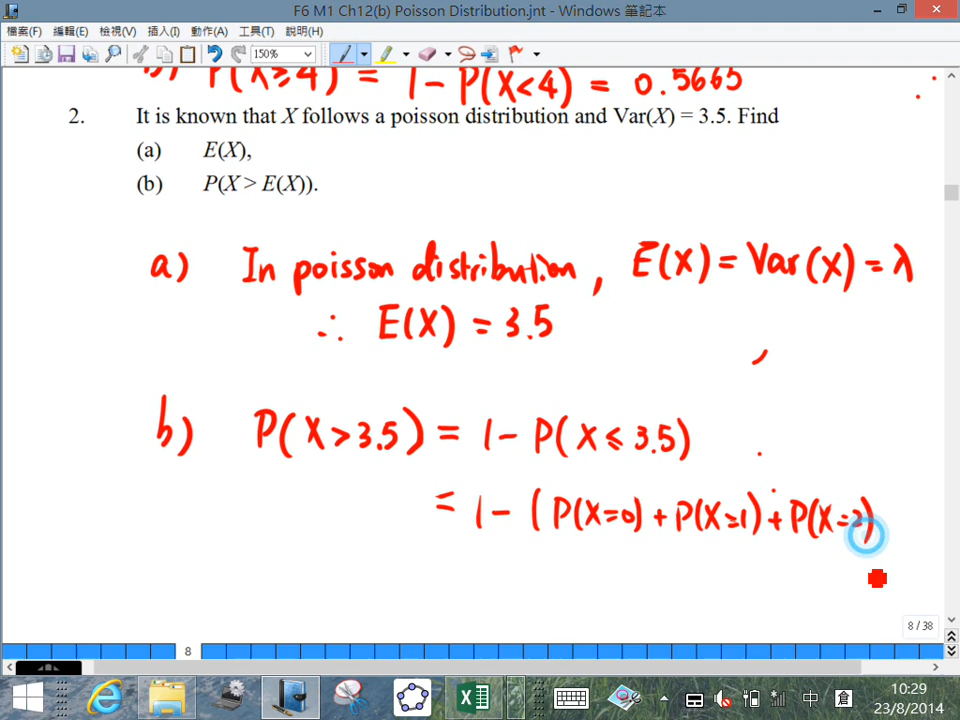 F6 M1 Ch12(b) Poisson Distribution.jnt - Windows 筆記本
檔案(F) 編輯(E) 檢視(V) 插入(I) 動作(A) 工具(T) 說明(H)
150%
b) P(X≥4) = 1 - P(X<4) = 0.5665
2. It is known that X follows a poisson distribution and Var(X) = 3.5. Find
(a) E(X),
(b) P(X > E(X)).
a) In poisson distribution, E(X) = Var(X) = λ
∴ E(X) = 3.5
b) P(X > 3.5) = 1 - P(X ≤ 3.5)
= 1 - (P(X=0) + P(X=1) + P(X=2)
8 / 38
8
中 倉
10:29
23/8/2014